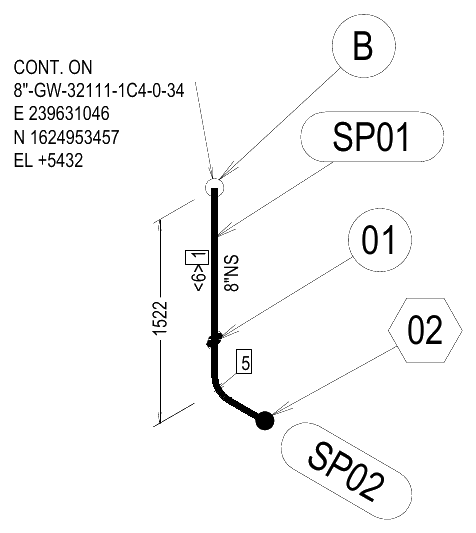 B
CONT. ON
8"-GW-32111-1C4-0-34
E 239631046
N 1624953457
EL +5432
SP01
01
<6> 1
8"NS
1522
02
5
SP02